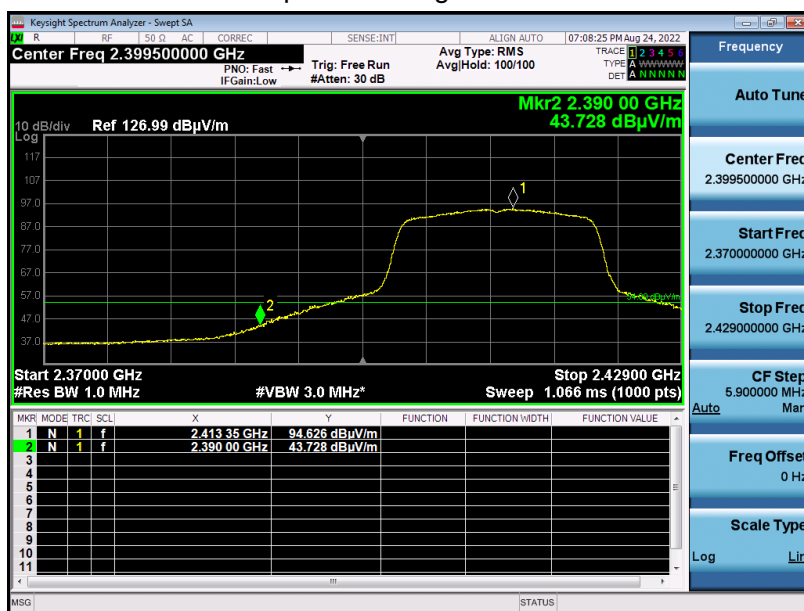 Keysight Spectrum Analyzer - Swept SA
LXI R RF 50 Ω AC CORREC SENSE:INT ALIGN AUTO 07:08:25 PM Aug 24, 2022
Center Freq 2.399500000 GHz
PNO: Fast
IFGain:Low
Trig: Free Run
#Atten: 30 dB
Avg Type: RMS
Avg|Hold: 100/100
TRACE 1 2 3 4 5 6
TYPE A WWWWW
DET A N N N N N
Mkr2 2.390 00 GHz
43.728 dBµV/m
10 dB/div Ref 126.99 dBµV/m
Log
117
107
97.0
87.0
77.0
67.0
57.0
47.0
37.0
1
2
Start 2.37000 GHz Stop 2.42900 GHz
#Res BW 1.0 MHz #VBW 3.0 MHz* Sweep 1.066 ms (1000 pts)
MKR MODE TRC SCL X Y FUNCTION FUNCTION WIDTH FUNCTION VALUE
1 N 1 f 2.413 35 GHz 94.626 dBµV/m
2 N 1 f 2.390 00 GHz 43.728 dBµV/m
3
4
5
6
7
8
9
10
11
MSG STATUS
Frequency
Auto Tune
Center Freq
2.399500000 GHz
Start Freq
2.370000000 GHz
Stop Freq
2.429000000 GHz
CF Step
5.900000 MHz
Auto Man
Freq Offset
0 Hz
Scale Type
Log Lin